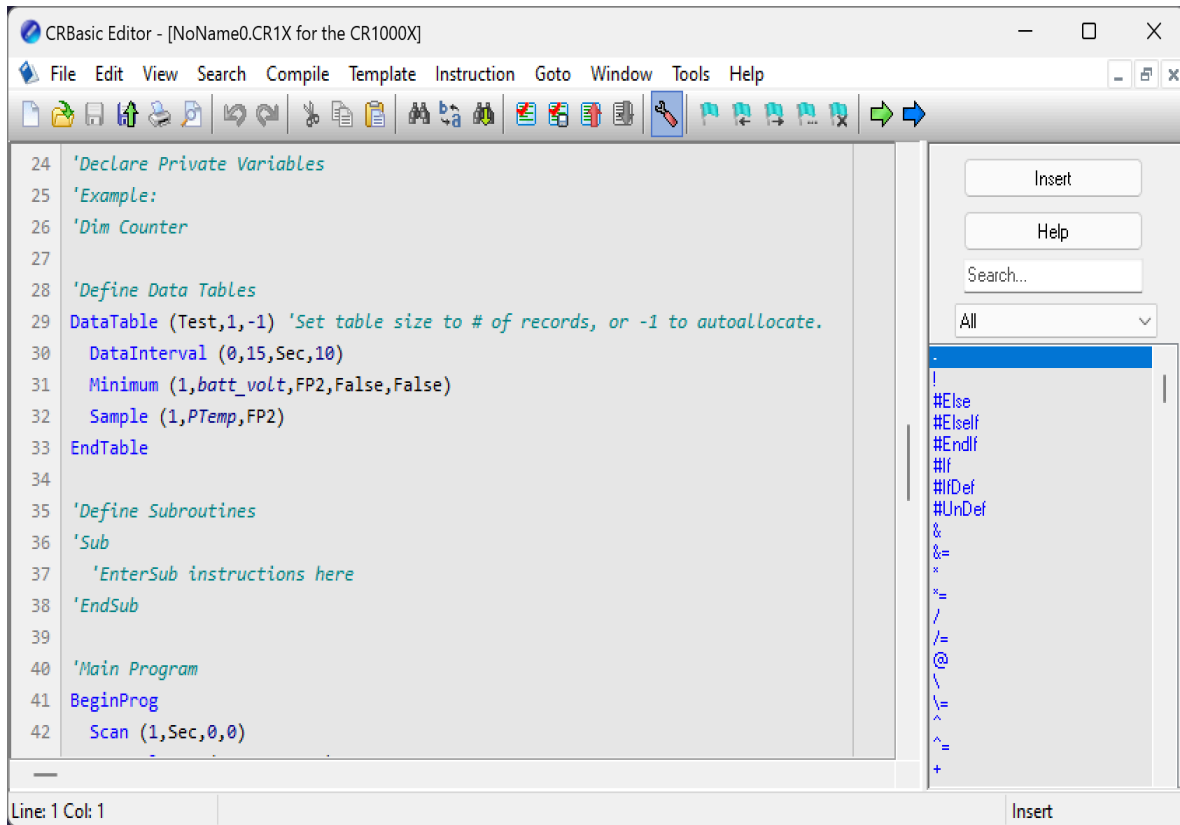 CRBasic Editor - [NoName0.CR1X for the CR1000X]
File Edit View Search Compile Template Instruction Goto Window Tools Help
24 'Declare Private Variables
25 'Example:
26 'Dim Counter
27
28 'Define Data Tables
29 DataTable (Test,1,-1) 'Set table size to # of records, or -1 to autoallocate.
30 DataInterval (0,15,Sec,10)
31 Minimum (1,batt_volt,FP2,False,False)
32 Sample (1,PTemp,FP2)
33 EndTable
34
35 'Define Subroutines
36 'Sub
37 'EnterSub instructions here
38 'EndSub
39
40 'Main Program
41 BeginProg
42 Scan (1,Sec,0,0)
Insert
Help
Search...
All
-
!
#Else
#ElseIf
#EndIf
#If
#IfDef
#UnDef
&
&=
*
*=
/
/=
@
\
\=
^
^=
+
Line: 1 Col: 1
Insert